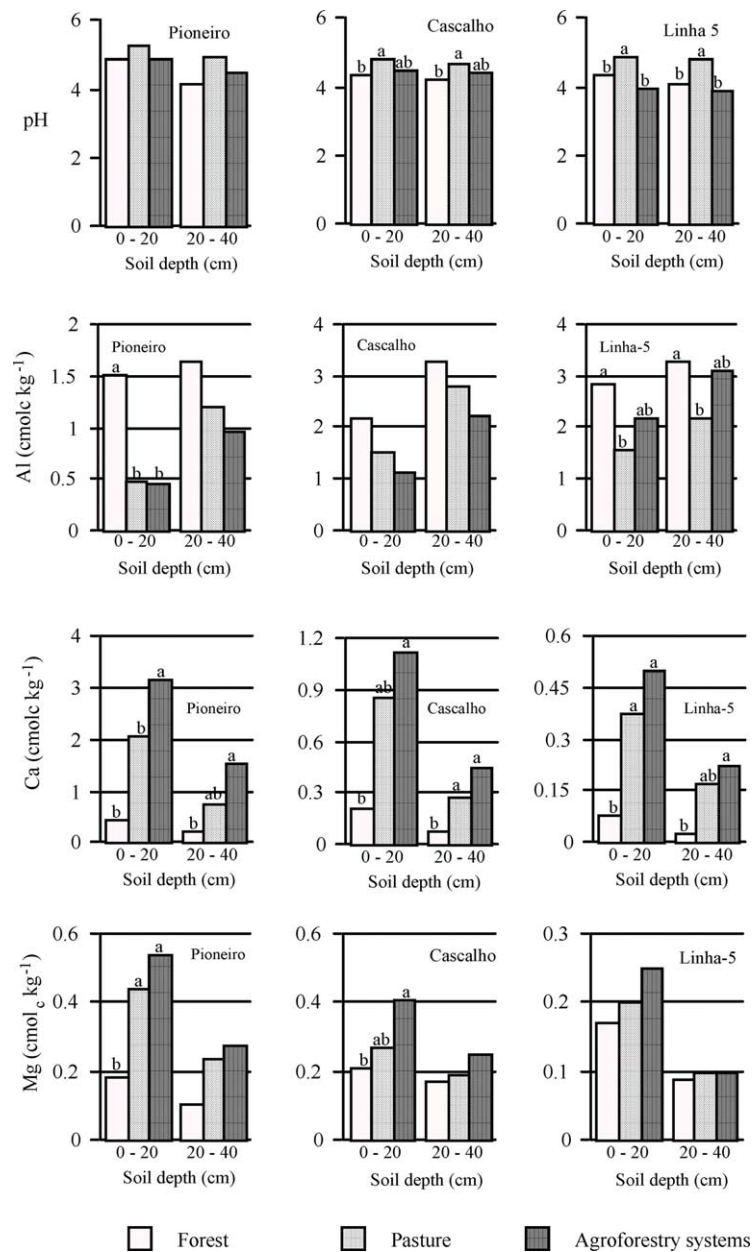 Pioneiro
Cascalho
Linha 5
pH
6
4
2
0
b a ab b a ab
6
4
2
0
b a b b a b
6
4
2
0
0 - 20 20 - 40
0 - 20 20 - 40
0 - 20 20 - 40
Soil depth (cm)
Soil depth (cm)
Soil depth (cm)
Al (cmolc kg-1)
2
1.5
1
0.5
0
Pioneiro
a b b
4
3
2
1
0
Cascalho
4
3
2
1
0
Linha-5
a b ab b ab
0 - 20 20 - 40
0 - 20 20 - 40
0 - 20 20 - 40
Soil depth (cm)
Soil depth (cm)
Soil depth (cm)
Ca (cmolc kg-1)
4
3
2
1
0
Pioneiro
b b a b ab a
1.2
0.9
0.6
0.3
0
Cascalho
b ab a b a a
0.6
0.45
0.3
0.15
0
Linha-5
b a a b ab a
0 - 20 20 - 40
0 - 20 20 - 40
0 - 20 20 - 40
Soil depth (cm)
Soil depth (cm)
Soil depth (cm)
Mg (cmolc kg-1)
0.6
0.4
0.2
0
Pioneiro
b a a
0.6
0.4
0.2
0
Cascalho
b ab a
0.3
0.2
0.1
0
Linha-5
0 - 20 20 - 40
0 - 20 20 - 40
0 - 20 20 - 40
Soil depth (cm)
Soil depth (cm)
Soil depth (cm)
Forest Pasture Agroforestry systems